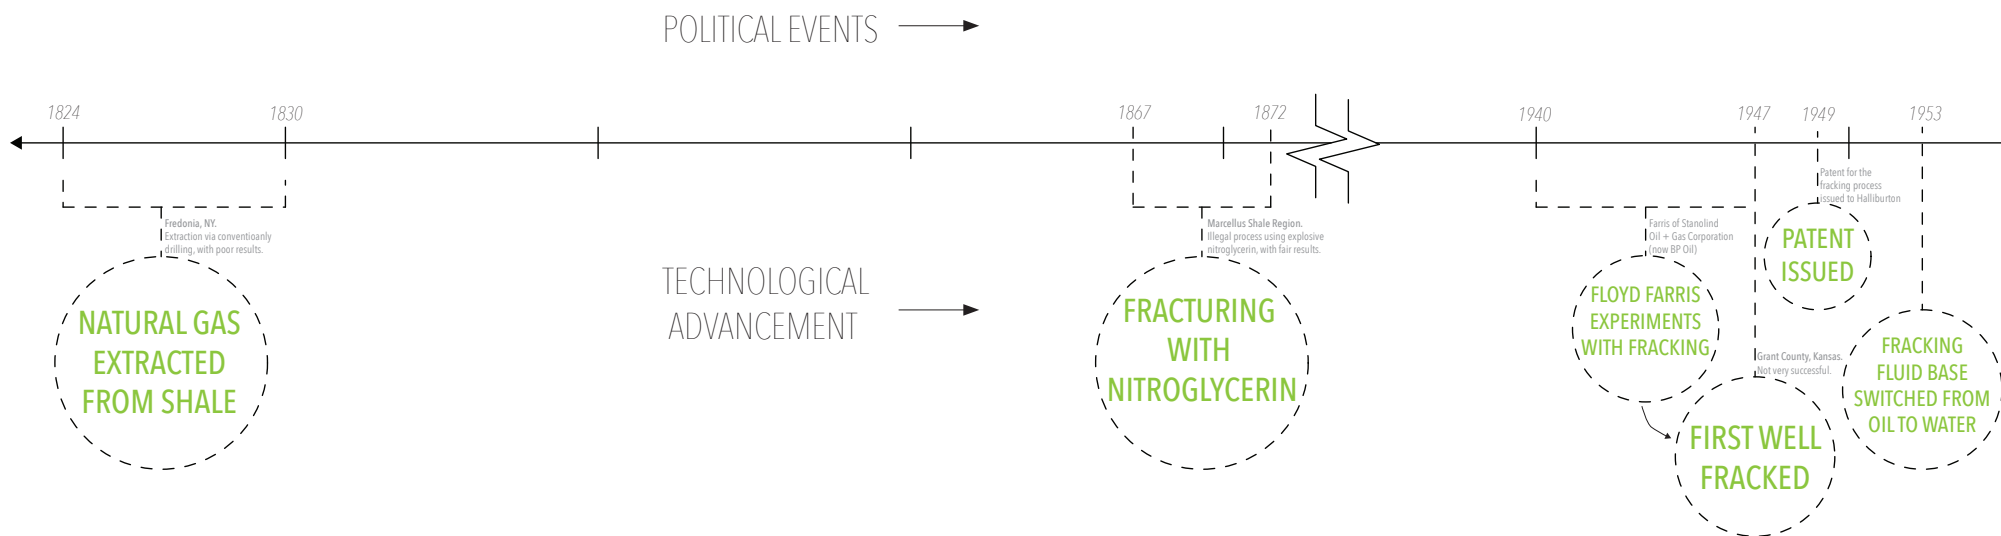 POLITICAL EVENTS
1824
1830
1867
1872
1940
1947
1949
1953
Fredonia, NY.
Extraction via conventioanly
drilling, with poor results.
NATURAL GAS
EXTRACTED
FROM SHALE
TECHNOLOGICAL
ADVANCEMENT
Marcellus Shale Region.
Illegal process using explosive
nitroglycerin, with fair results.
FRACTURING
WITH
NITROGLYCERIN
Farris of Stanolind
Oil + Gas Corporation
(now BP Oil)
FLOYD FARRIS
EXPERIMENTS
WITH FRACKING
Grant County, Kansas.
Not very successful.
FIRST WELL
FRACKED
Patent for the
fracking process
issued to Halliburton
PATENT
ISSUED
FRACKING
FLUID BASE
SWITCHED FROM
OIL TO WATER